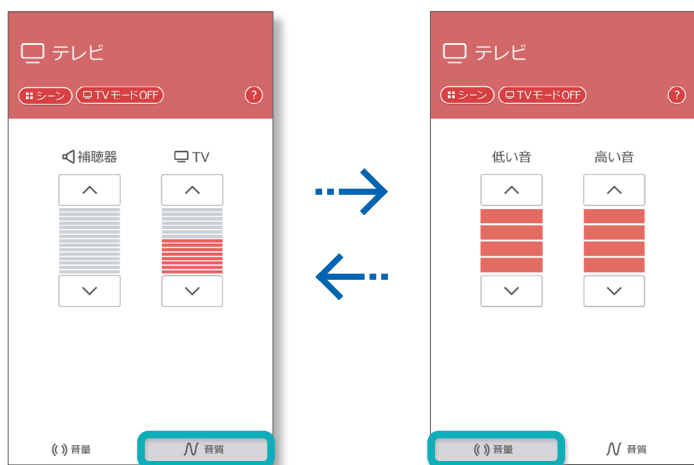 テレビ
シーン
TVモードOFF
?
補聴器
TV
音量
音質
テレビ
シーン
TVモードOFF
?
低い音
高い音
音量
音質